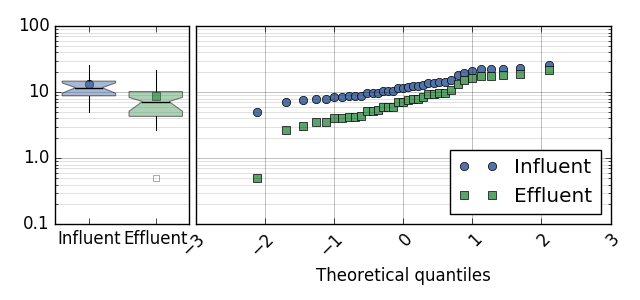 100
10
1.0
0.1
Influent Effluent
−3 −2 −1 0 1 2 3
Influent
Effluent
Theoretical quantiles